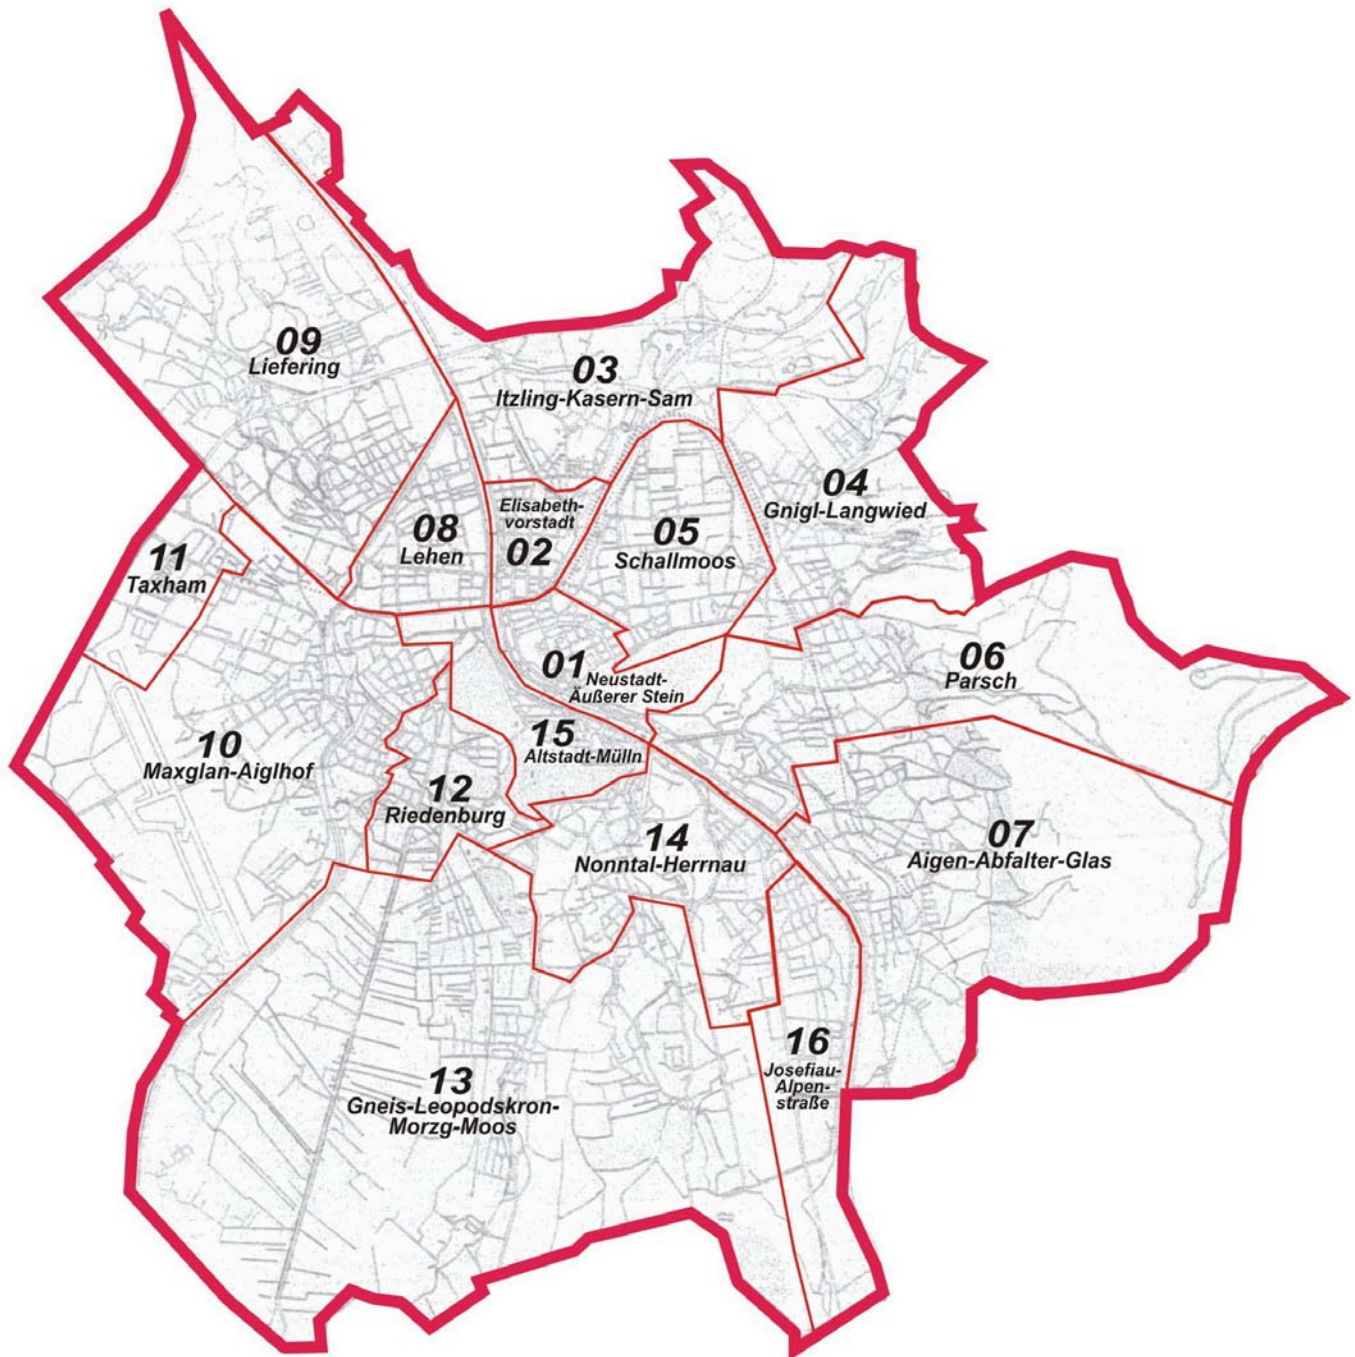 09
Liefering
03
Itzling-Kasern-Sam
04
Gnigl-Langwied
Elisabeth-
vorstadt
02
08
Lehen
05
Schallmoos
11
Taxham
01
Neustadt-
Äußerer Stein
06
Parsch
10
Maxglan-Aiglhof
15
Altstadt-Mülln
12
Riedenburg
14
Nonntal-Herrnau
07
Aigen-Abfalter-Glas
13
Gneis-Leopodskron-
Morzg-Moos
16
Josefiau-
Alpen-
straße